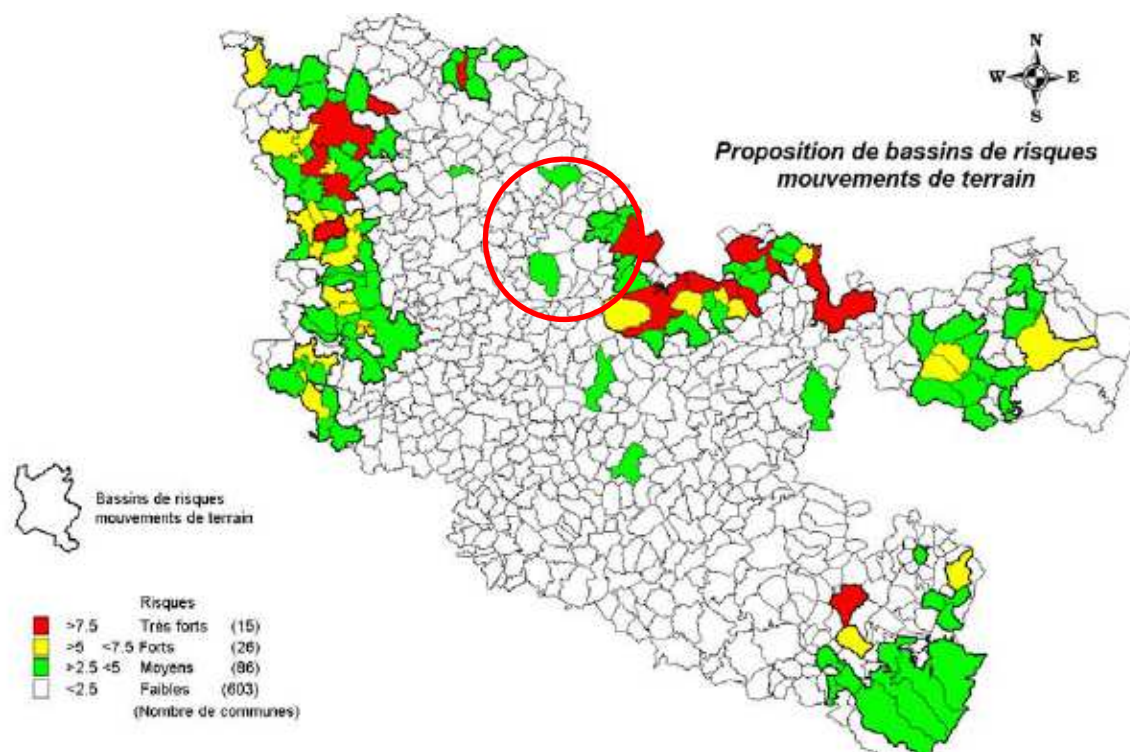 N
W E
S
Proposition de bassins de risques
mouvements de terrain
Bassins de risques
mouvements de terrain
Risques
>7.5 Très forts (15)
>5 <7.5 Forts (26)
>2.5 <5 Moyens (86)
<2.5 Faibles (603)
(Nombre de communes)